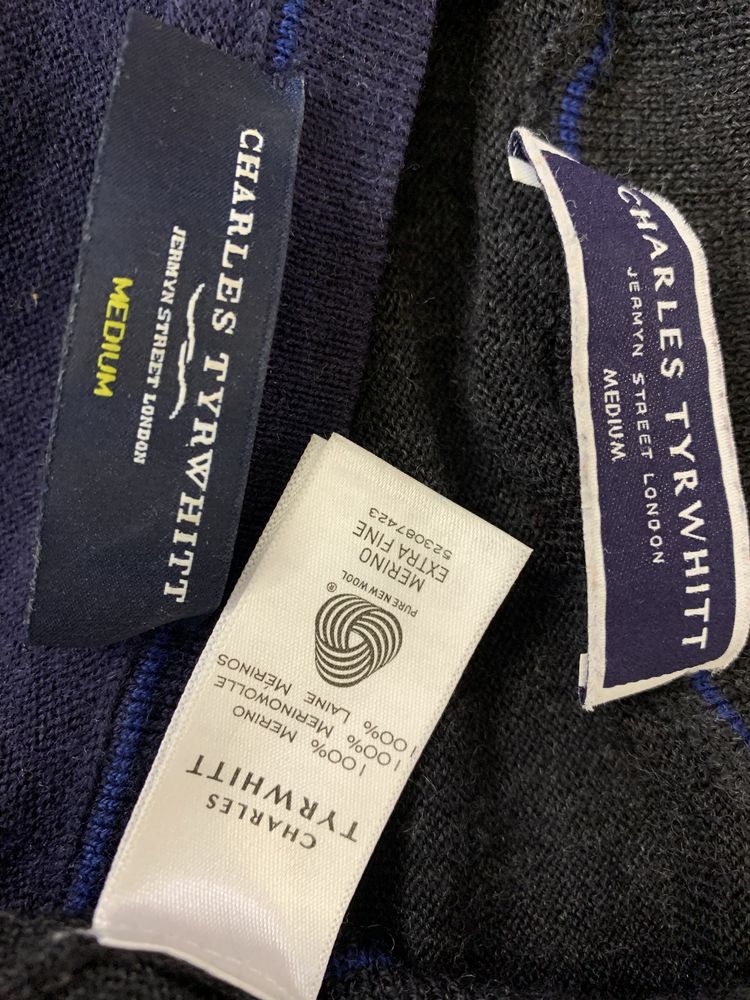 CHARLES TYRWHITT
JERMYN STREET LONDON
MEDIUM
CHARLES TYRWHITT
JERMYN STREET LONDON
MEDIUM
CHARLES
TYRWHITT
100% MERINO
100% MERINOWOLLE
100% LAINE MÉRINOS
PURE NEW WOOL
®
MERINO
EXTRA FINE
523087423